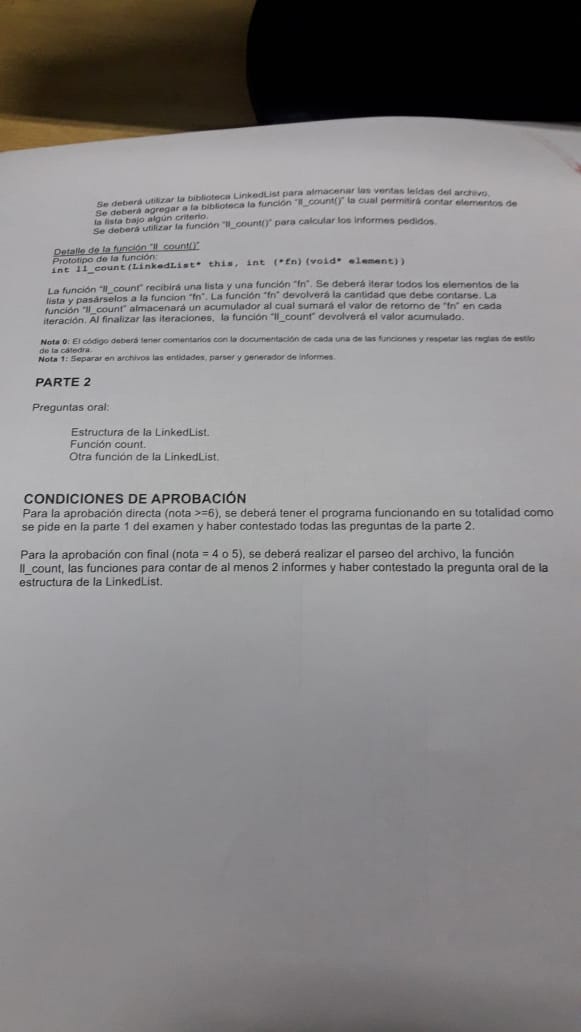 Se deberá utilizar la biblioteca LinkedList para almacenar las ventas leídas del archivo.
Se deberá agregar a la biblioteca la función "ll_count()" la cual permitirá contar elementos de
la lista bajo algún criterio.
Se deberá utilizar la función "ll_count()" para calcular los informes pedidos.
Detalle de la función "ll_count()"
Prototipo de la función:
int ll_count(LinkedList* this, int (*fn)(void* element))
La función "ll_count" recibirá una lista y una función "fn". Se deberá iterar todos los elementos de la
lista y pasárselos a la funcion "fn". La función "fn" devolverá la cantidad que debe contarse. La
función "ll_count" almacenará un acumulador al cual sumará el valor de retorno de "fn" en cada
iteración. Al finalizar las iteraciones, la función "ll_count" devolverá el valor acumulado.
Nota 0: El código deberá tener comentarios con la documentación de cada una de las funciones y respetar las reglas de estilo
de la cátedra.
Nota 1: Separar en archivos las entidades, parser y generador de informes.
PARTE 2
Preguntas oral:
Estructura de la LinkedList.
Función count.
Otra función de la LinkedList.
CONDICIONES DE APROBACIÓN
Para la aprobación directa (nota >=6), se deberá tener el programa funcionando en su totalidad como
se pide en la parte 1 del examen y haber contestado todas las preguntas de la parte 2.
Para la aprobación con final (nota = 4 o 5), se deberá realizar el parseo del archivo, la función
ll_count, las funciones para contar de al menos 2 informes y haber contestado la pregunta oral de la
estructura de la LinkedList.